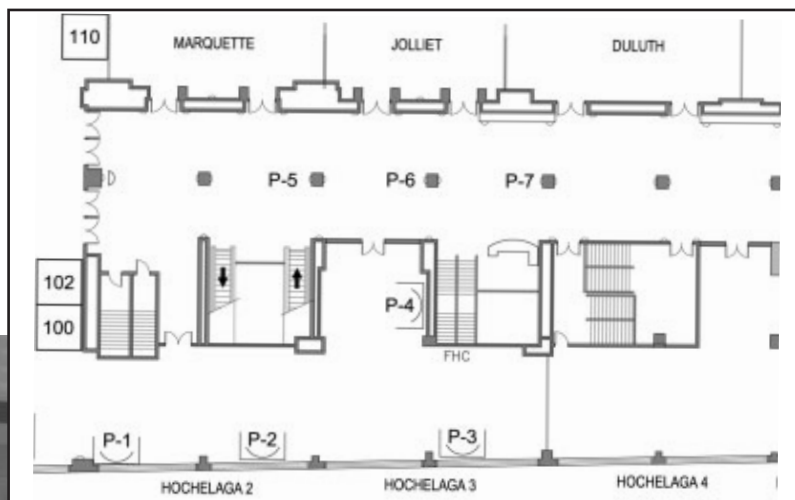 110
MARQUETTE
JOLLIET
DULUTH
P-5
P-6
P-7
102
100
P-4
FHC
P-1
P-2
P-3
HOCHELAGA 2
HOCHELAGA 3
HOCHELAGA 4